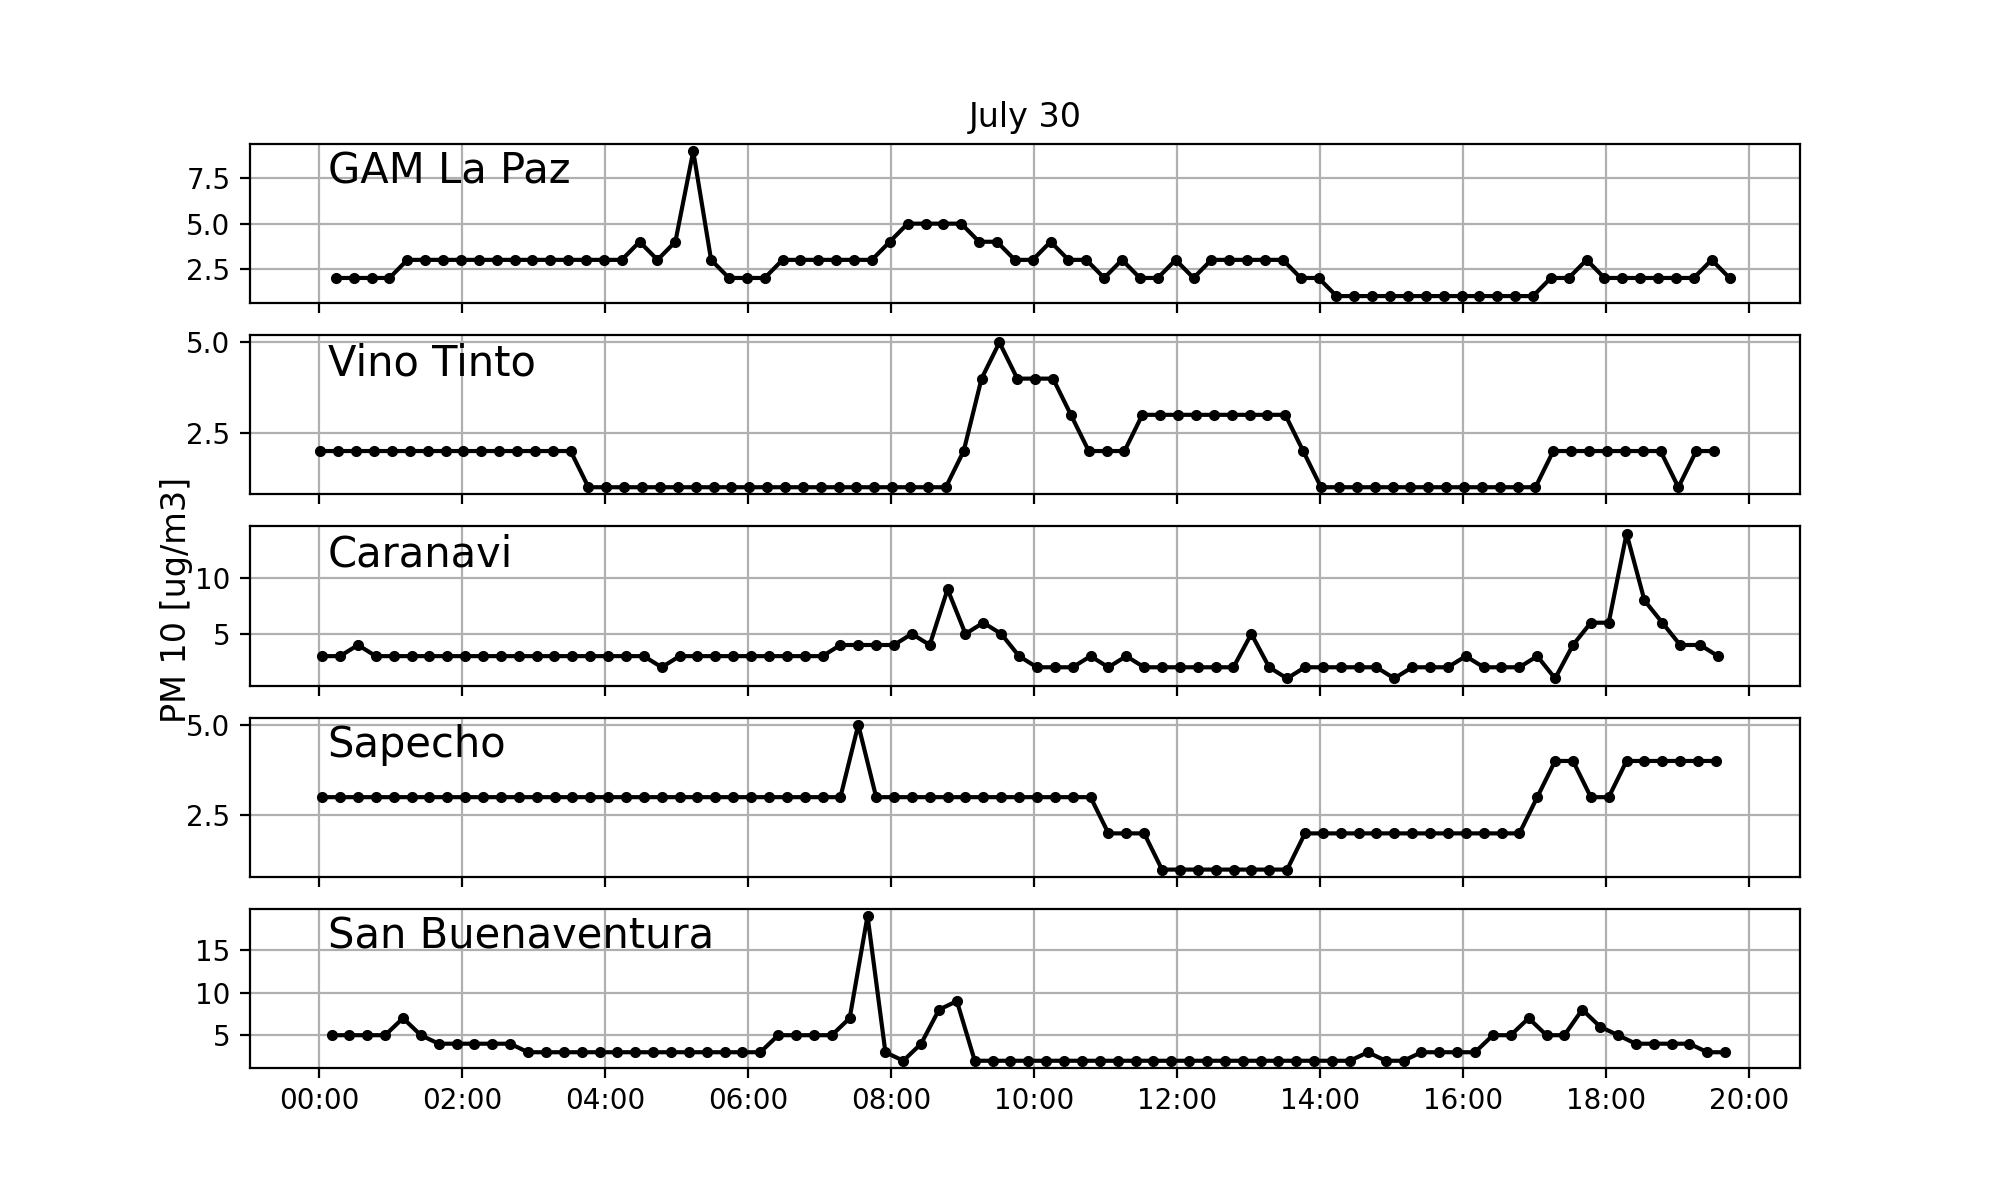 July 30
GAM La Paz
7.5
5.0
2.5
Vino Tinto
5.0
2.5
PM 10 [ug/m3]
Caranavi
10
5
Sapecho
5.0
2.5
San Buenaventura
15
10
5
00:00 02:00 04:00 06:00 08:00 10:00 12:00 14:00 16:00 18:00 20:00